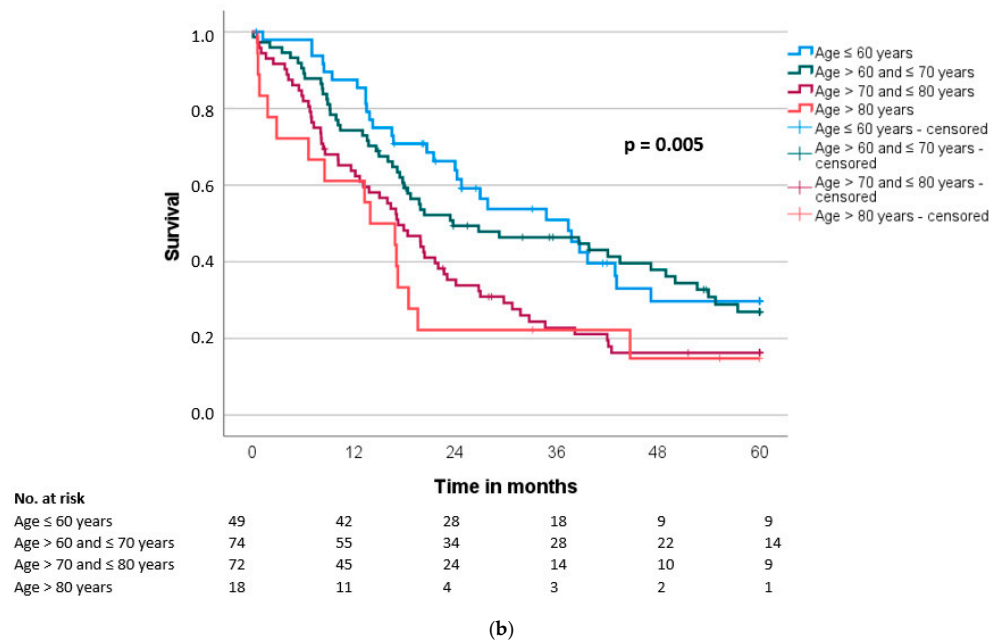 1.0
0.8
0.6
0.4
0.2
0.0
Survival
p = 0.005
Age ≤ 60 years
Age > 60 and ≤ 70 years
Age > 70 and ≤ 80 years
Age > 80 years
Age ≤ 60 years - censored
Age > 60 and ≤ 70 years -
censored
Age > 70 and ≤ 80 years -
censored
Age > 80 years - censored
0 12 24 36 48 60
Time in months
No. at risk
Age ≤ 60 years 49 42 28 18 9 9
Age > 60 and ≤ 70 years 74 55 34 28 22 14
Age > 70 and ≤ 80 years 72 45 24 14 10 9
Age > 80 years 18 11 4 3 2 1
(b)